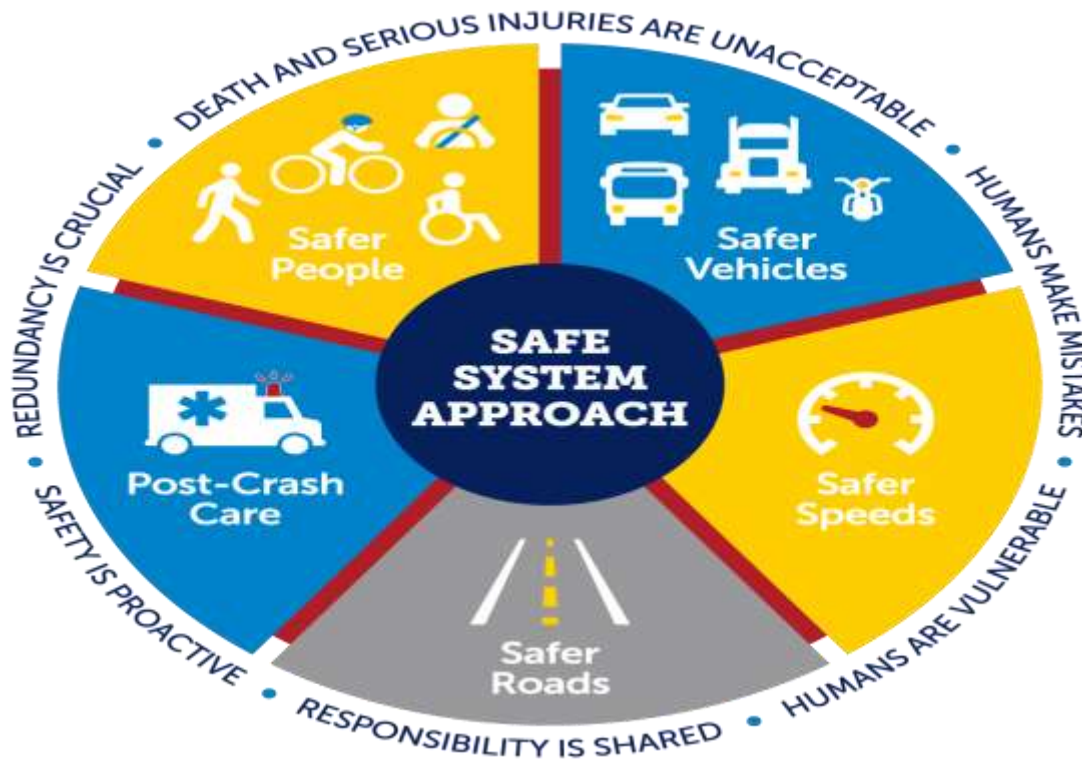 DEATH AND SERIOUS INJURIES ARE UNACCEPTABLE
HUMANS MAKE MISTAKES
HUMANS ARE VULNERABLE
RESPONSIBILITY IS SHARED
SAFETY IS PROACTIVE
REDUNDANCY IS CRUCIAL
Safer
People
Safer
Vehicles
SAFE
SYSTEM
APPROACH
Post-Crash
Care
Safer
Speeds
Safer
Roads